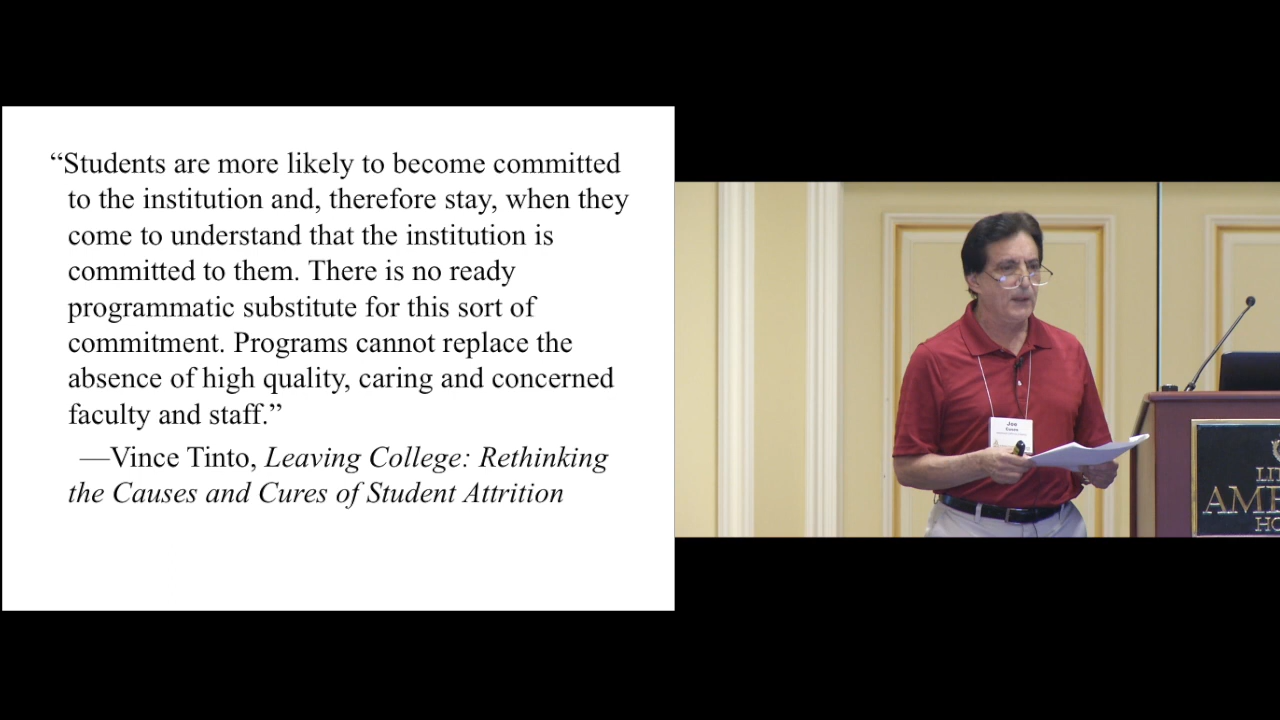 “Students are more likely to become committed
to the institution and, therefore stay, when they
come to understand that the institution is
committed to them. There is no ready
programmatic substitute for this sort of
commitment. Programs cannot replace the
absence of high quality, caring and concerned
faculty and staff.”
—Vince Tinto, Leaving College: Rethinking
the Causes and Cures of Student Attrition
Joe
LIT
AME
HO